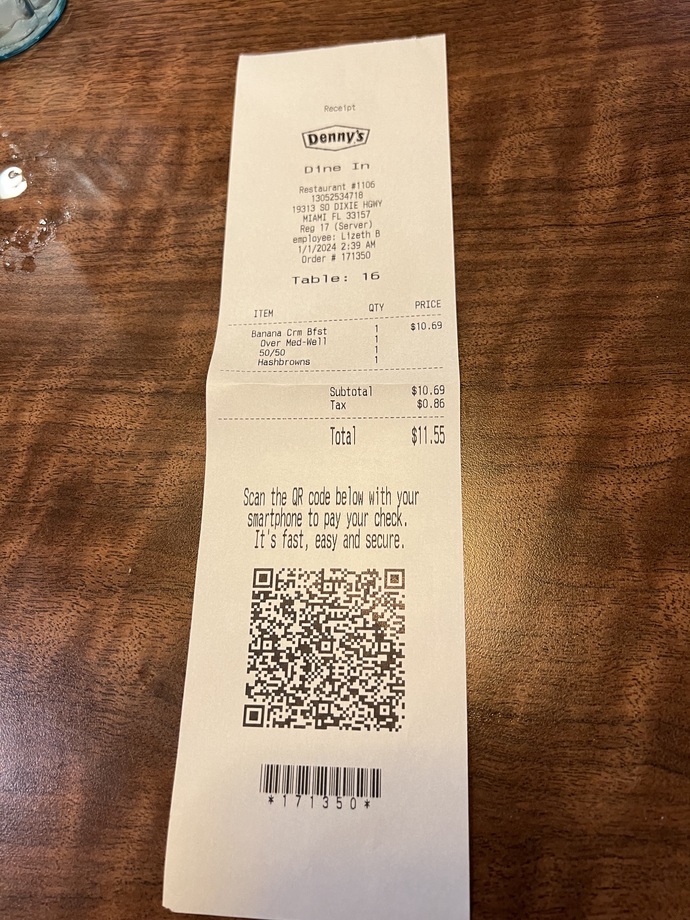 Receipt
Denny's
Dine In
Restaurant #1106
13052534718
19313 SO DIXIE HGWY
MIAMI FL 33157
Reg 17 (Server)
employee: Lizeth B
1/1/2024 2:39 AM
Order # 171350
Table: 16
ITEM QTY PRICE
Banana Crm Bfst 1 $10.69
Over Med-Well 1
50/50 1
Hashbrowns 1
Subtotal $10.69
Tax $0.86
Total $11.55
Scan the QR code below with your
smartphone to pay your check.
It's fast, easy and secure.
*171350*